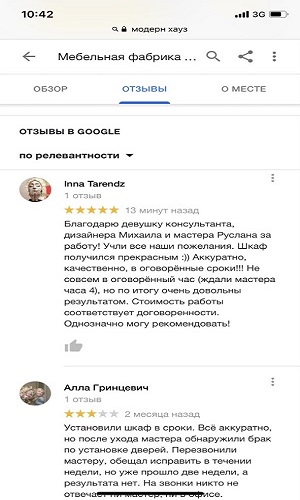 10:42
3G
модерн хауз
Мебельная фабрика ...
ОБЗОР ОТЗЫВЫ О МЕСТЕ
ОТЗЫВЫ В GOOGLE
по релевантности
Inna Tarendz
1 отзыв
13 минут назад
Благодарю девушку консультанта,
дизайнера Михаила и мастера Руслана за
работу! Учли все наши пожелания. Шкаф
получился прекрасным :)) Аккуратно,
качественно, в оговорённые сроки!!! Не
совсем в оговорённый час (ждали мастера
часа 4), но по итогу очень довольны
результатом. Стоимость работы
соответствует договоренности.
Однозначно могу рекомендовать!
Алла Гринцевич
1 отзыв
2 месяца назад
Установили шкаф в сроки. Всё аккуратно,
но после ухода мастера обнаружили брак
по установке дверей. Перезвонили
мастеру, обещал исправить в течении
недели, но уже прошло две недели, а
результата нет. На звонки никто не
отвечает ни мастер, ни в офисе.